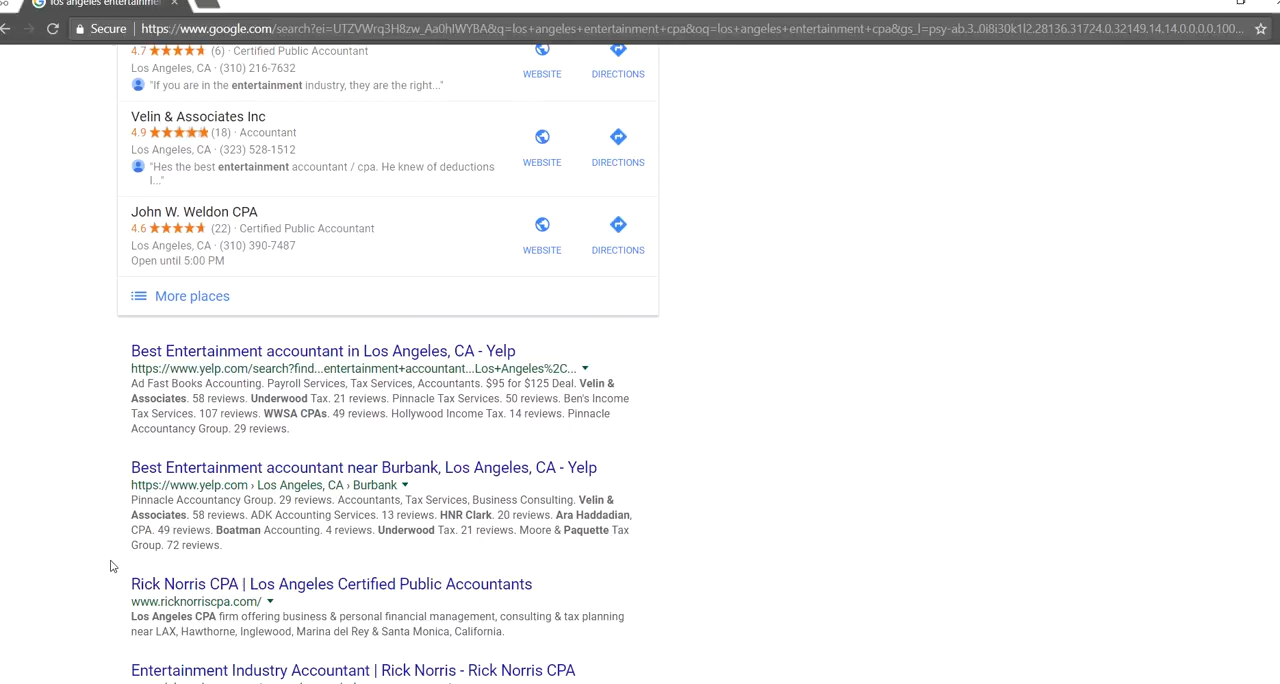 los angeles entertainmen
Secure
https://www.google.com/search?ei=UTZVWrq3H8zw_Aa0hIWYBA&q=los+angeles+entertainment+cpa&oq=los+angeles+entertainment+cpa&gs_l=psy-ab.3..0i8i30k1l2.28136.31724.0.32149.14.14.0.0.0.0.100...
4.7 (6) · Certified Public Accountant
Los Angeles, CA · (310) 216-7632
"If you are in the entertainment industry, they are the right..."
WEBSITE
DIRECTIONS
Velin & Associates Inc
4.9 (18) · Accountant
Los Angeles, CA · (323) 528-1512
"Hes the best entertainment accountant / cpa. He knew of deductions
I..."
WEBSITE
DIRECTIONS
John W. Weldon CPA
4.6 (22) · Certified Public Accountant
Los Angeles, CA · (310) 390-7487
Open until 5:00 PM
WEBSITE
DIRECTIONS
More places
Best Entertainment accountant in Los Angeles, CA - Yelp
https://www.yelp.com/search?find...entertainment+accountant...Los+Angeles%2C...
Ad Fast Books Accounting. Payroll Services, Tax Services, Accountants. $95 for $125 Deal. Velin &
Associates. 58 reviews. Underwood Tax. 21 reviews. Pinnacle Tax Services. 50 reviews. Ben's Income
Tax Services. 107 reviews. WWSA CPAs. 49 reviews. Hollywood Income Tax. 14 reviews. Pinnacle
Accountancy Group. 29 reviews.
Best Entertainment accountant near Burbank, Los Angeles, CA - Yelp
https://www.yelp.com › Los Angeles, CA › Burbank
Pinnacle Accountancy Group. 29 reviews. Accountants, Tax Services, Business Consulting. Velin &
Associates. 58 reviews. ADK Accounting Services. 13 reviews. HNR Clark. 20 reviews. Ara Haddadian,
CPA. 49 reviews. Boatman Accounting. 4 reviews. Underwood Tax. 21 reviews. Moore & Paquette Tax
Group. 72 reviews.
Rick Norris CPA | Los Angeles Certified Public Accountants
www.ricknorriscpa.com/
Los Angeles CPA firm offering business & personal financial management, consulting & tax planning
near LAX, Hawthorne, Inglewood, Marina del Rey & Santa Monica, California.
Entertainment Industry Accountant | Rick Norris - Rick Norris CPA